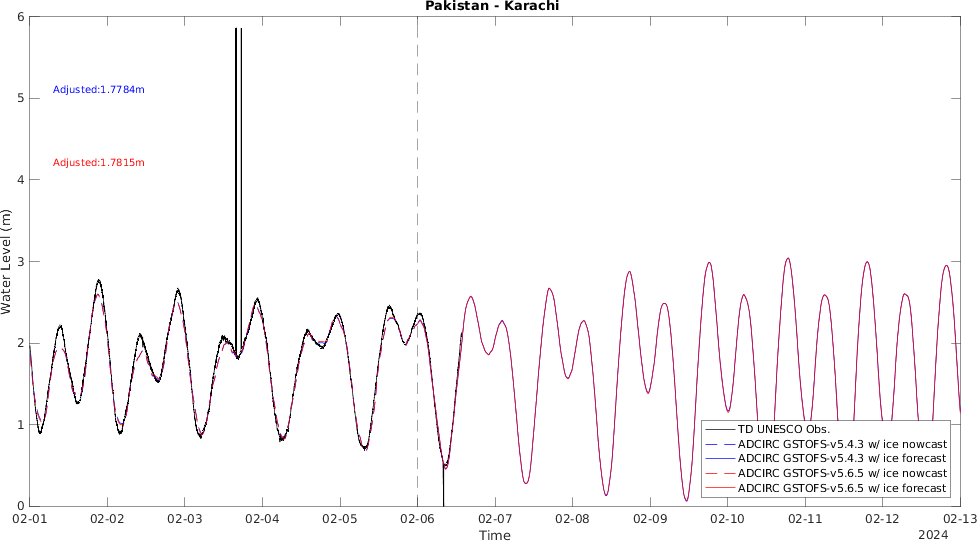 Pakistan - Karachi
6
5
4
3
2
1
0
Water Level (m)
Adjusted:1.7784m
Adjusted:1.7815m
TD UNESCO Obs.
ADCIRC GSTOFS-v5.4.3 w/ ice nowcast
ADCIRC GSTOFS-v5.4.3 w/ ice forecast
ADCIRC GSTOFS-v5.6.5 w/ ice nowcast
ADCIRC GSTOFS-v5.6.5 w/ ice forecast
02-01 02-02 02-03 02-04 02-05 02-06 02-07 02-08 02-09 02-10 02-11 02-12 02-13
Time
2024